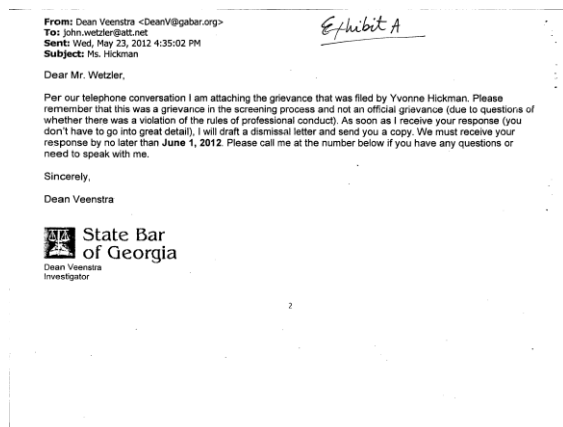 From: Dean Veenstra <DeanV@gabar.org>
To: john.wetzler@att.net
Sent: Wed, May 23, 2012 4:35:02 PM
Subject: Ms. Hickman
Exhibit A
Dear Mr. Wetzler,
Per our telephone conversation I am attaching the grievance that was filed by Yvonne Hickman. Please
remember that this was a grievance in the screening process and not an official grievance (due to questions of
whether there was a violation of the rules of professional conduct). As soon as I receive your response (you
don't have to go into great detail), I will draft a dismissal letter and send you a copy. We must receive your
response by no later than June 1, 2012. Please call me at the number below if you have any questions or
need to speak with me.
Sincerely,
Dean Veenstra
State Bar
of Georgia
Dean Veenstra
Investigator
2